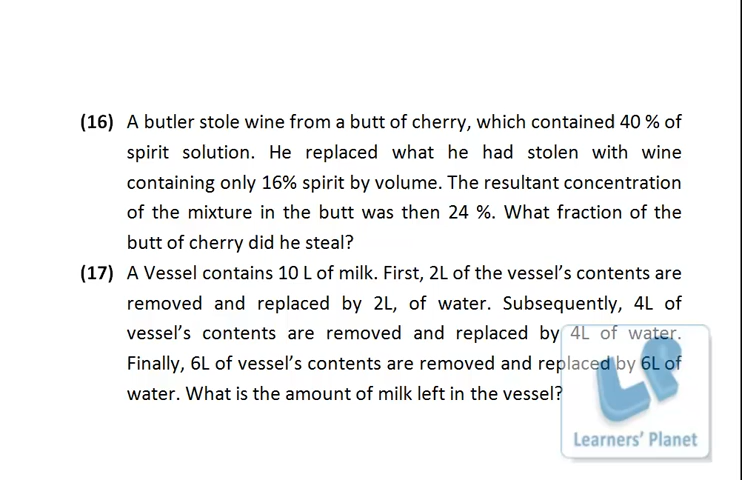 (16) A butler stole wine from a butt of cherry, which contained 40 % of
spirit solution. He replaced what he had stolen with wine
containing only 16% spirit by volume. The resultant concentration
of the mixture in the butt was then 24 %. What fraction of the
butt of cherry did he steal?
(17) A Vessel contains 10 L of milk. First, 2L of the vessel's contents are
removed and replaced by 2L, of water. Subsequently, 4L of
vessel's contents are removed and replaced by 4L of water.
Finally, 6L of vessel's contents are removed and replaced by 6L of
water. What is the amount of milk left in the vessel?
LP
Learners' Planet